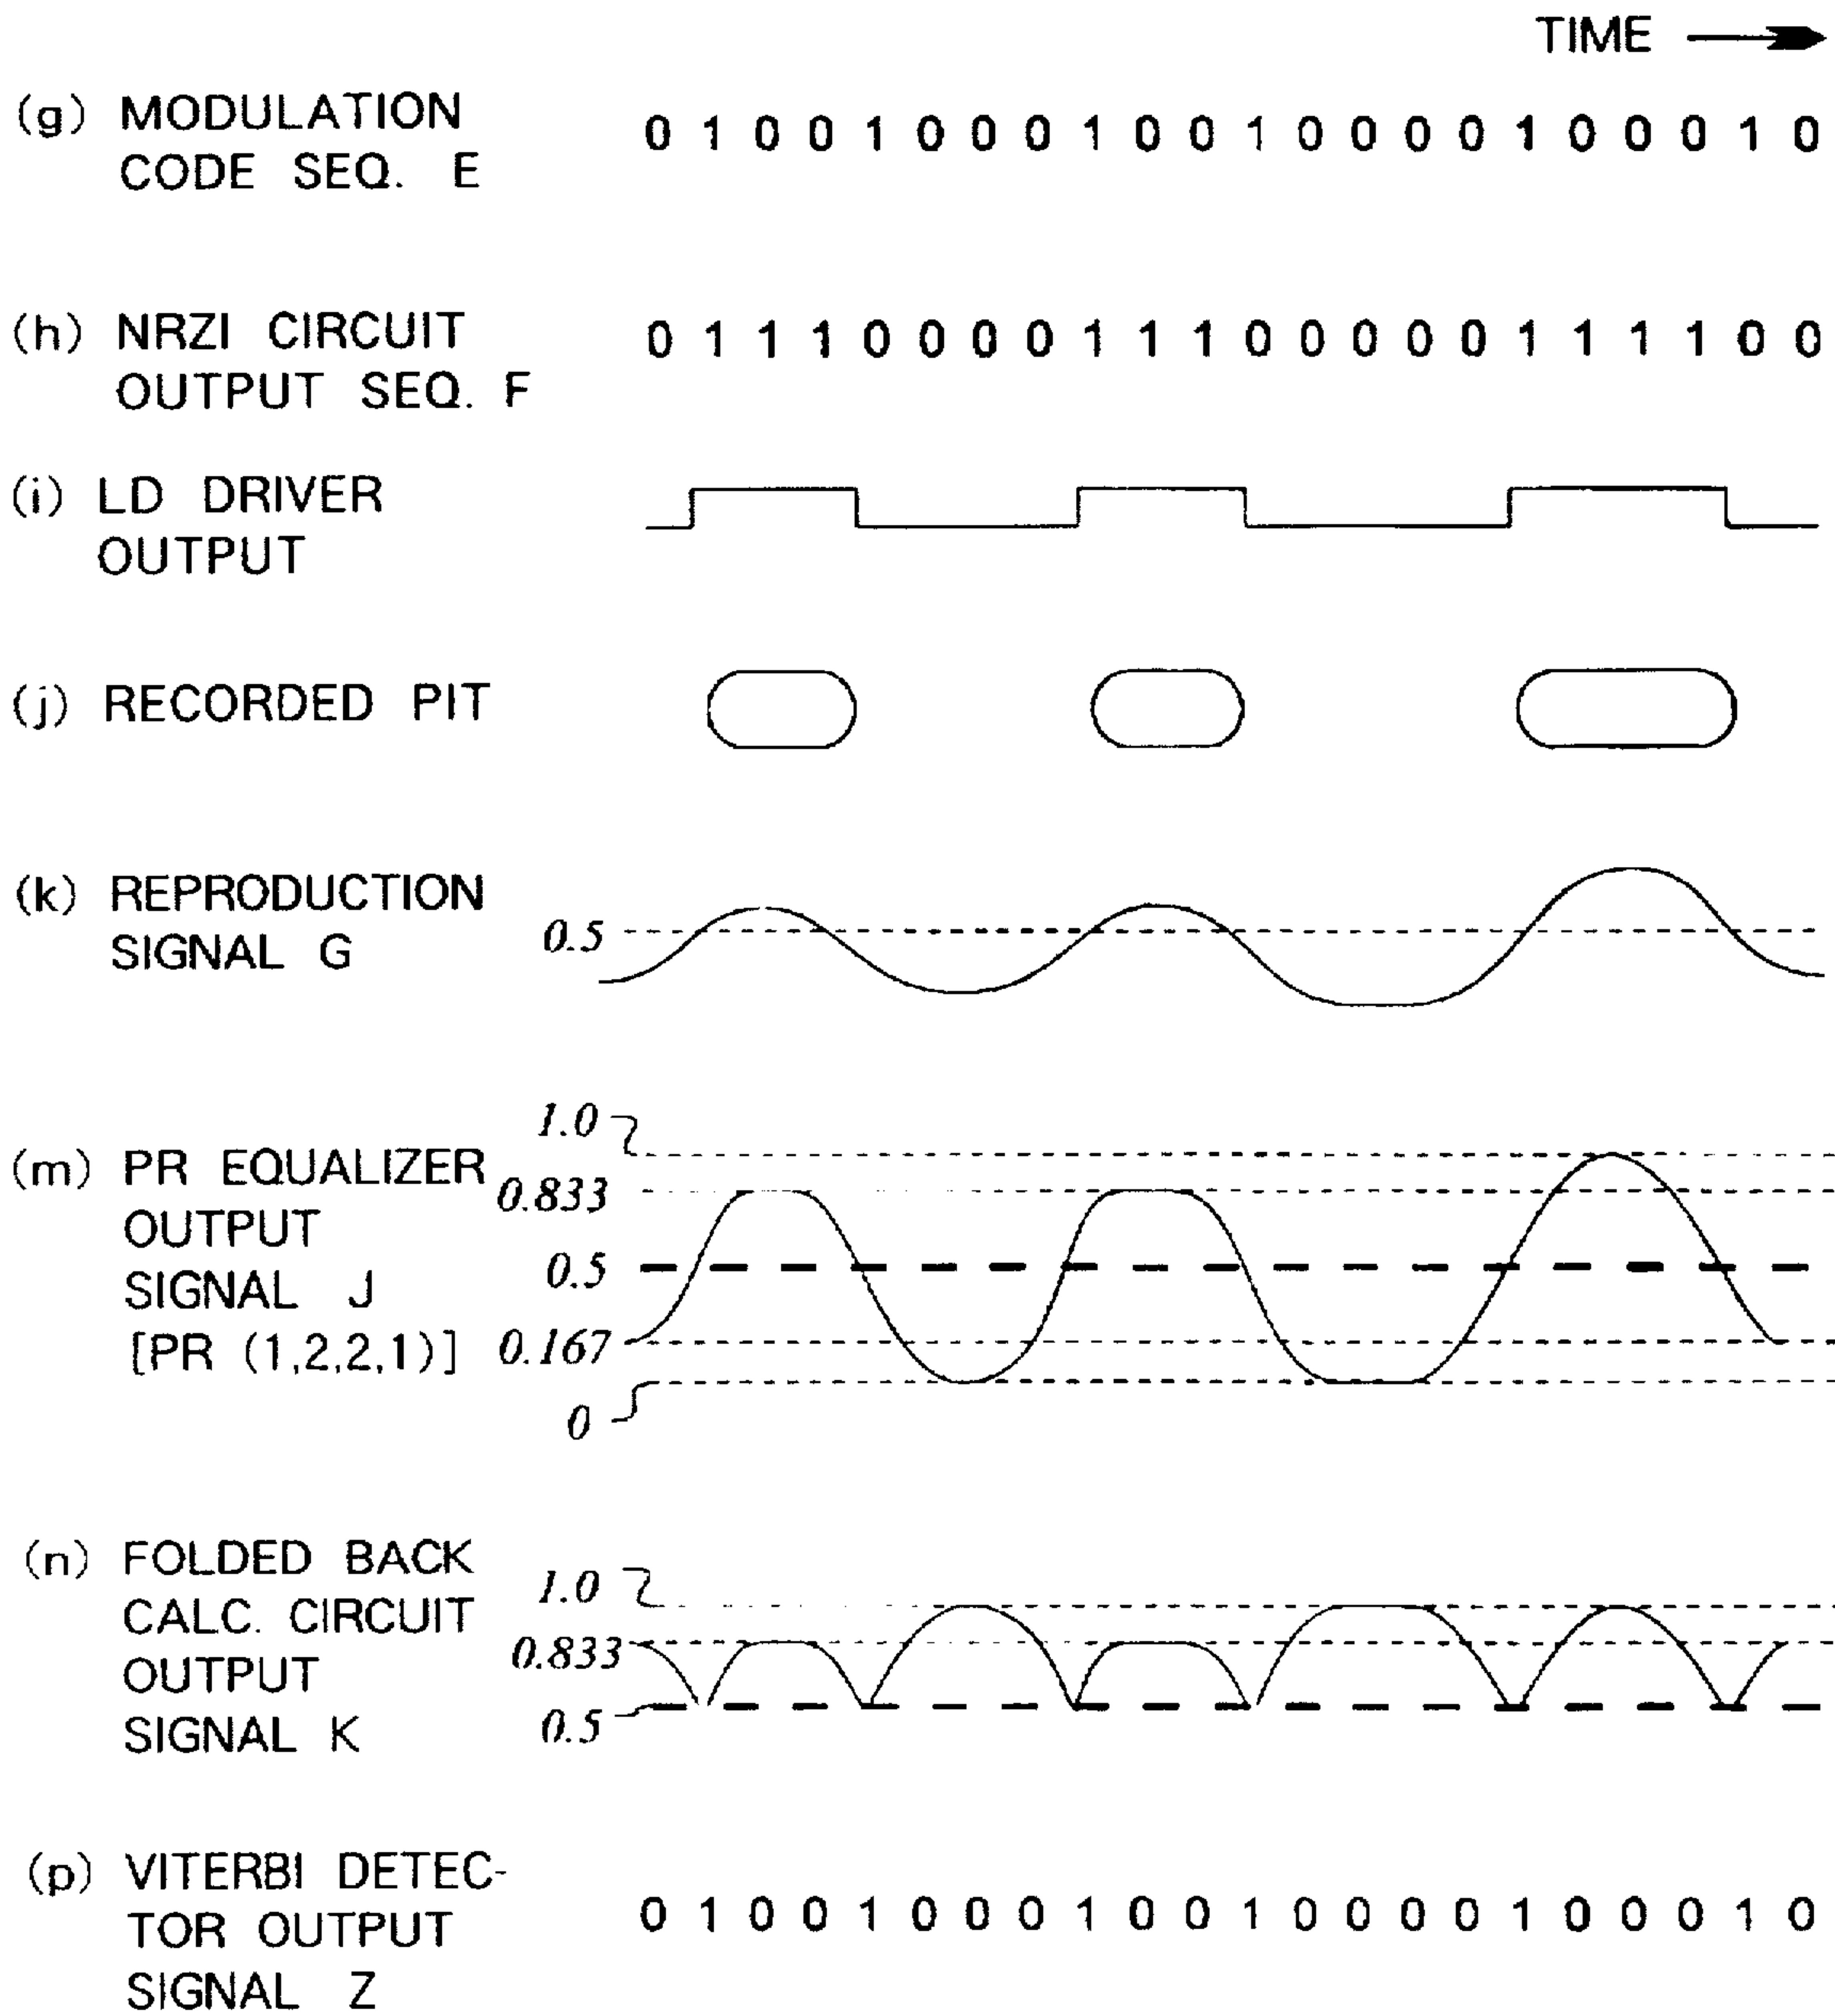 TIME
(g) MODULATION
CODE SEQ. E
0 1 0 0 1 0 0 0 1 0 0 1 0 0 0 0 1 0 0 0 1 0
(h) NRZI CIRCUIT
OUTPUT SEQ. F
0 1 1 1 0 0 0 0 1 1 1 0 0 0 0 0 1 1 1 1 0 0
(i) LD DRIVER
OUTPUT
(j) RECORDED PIT
(k) REPRODUCTION
SIGNAL G
0.5
(m) PR EQUALIZER
OUTPUT
SIGNAL J
[PR (1,2,2,1)]
1.0
0.833
0.5
0.167
0
(n) FOLDED BACK
CALC. CIRCUIT
OUTPUT
SIGNAL K
1.0
0.833
0.5
(p) VITERBI DETEC-
TOR OUTPUT
SIGNAL Z
0 1 0 0 1 0 0 0 1 0 0 1 0 0 0 0 1 0 0 0 1 0